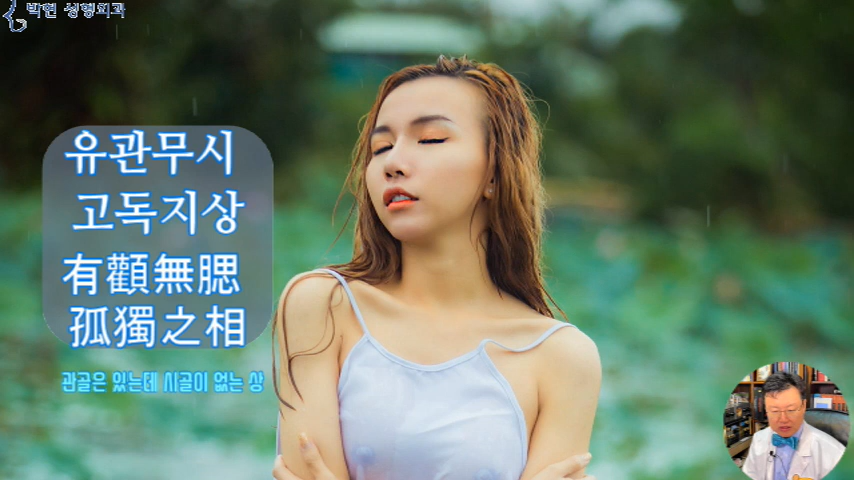 박현 성형외과
유관무시
고독지상
有顴無腮
孤獨之相
관골은 있는데 시골이 없는 상